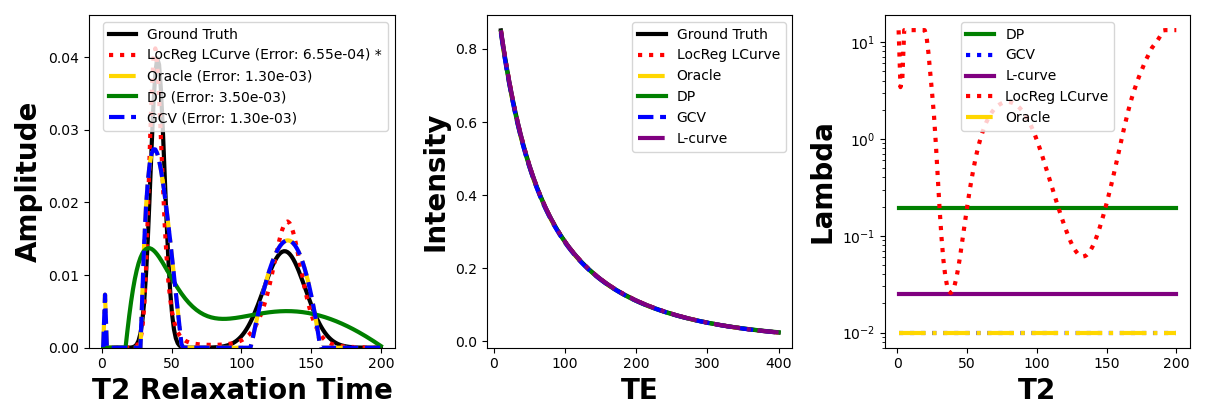 Amplitude
0.04
0.03
0.02
0.01
0.00
Ground Truth
LocReg LCurve (Error: 6.55e-04) *
Oracle (Error: 1.30e-03)
DP (Error: 3.50e-03)
GCV (Error: 1.30e-03)
0 50 100 150 200
T2 Relaxation Time
Intensity
0.8
0.6
0.4
0.2
0.0
Ground Truth
LocReg LCurve
Oracle
DP
GCV
L-curve
0 100 200 300 400
TE
Lambda
10¹
10⁰
10⁻¹
10⁻²
DP
GCV
L-curve
LocReg LCurve
Oracle
0 50 100 150 200
T2